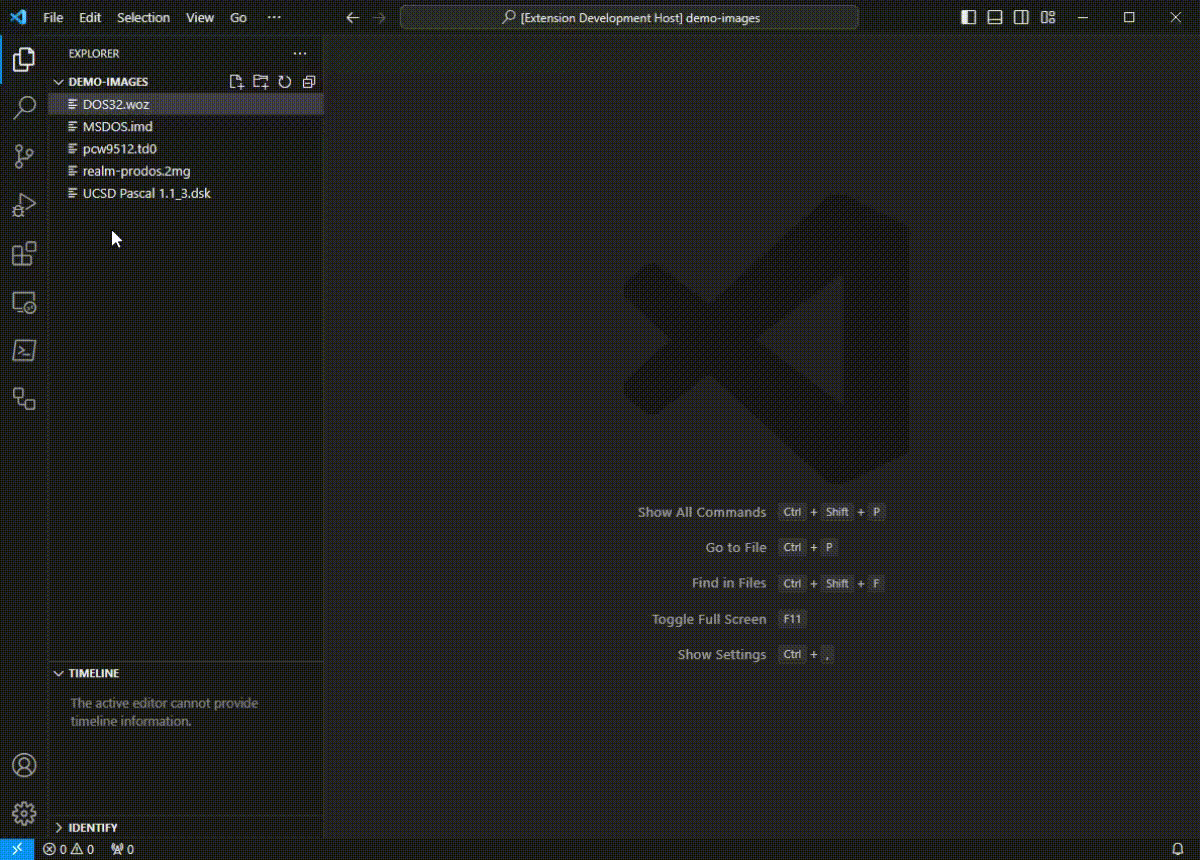 File Edit Selection View Go ...
[Extension Development Host] demo-images
EXPLORER
DEMO-IMAGES
DOS32.woz
MSDOS.imd
pcw9512.td0
realm-prodos.2mg
UCSD Pascal 1.1_3.dsk
Show All Commands Ctrl + Shift + P
Go to File Ctrl + P
Find in Files Ctrl + Shift + F
Toggle Full Screen F11
Show Settings Ctrl + ,
TIMELINE
The active editor cannot provide
timeline information.
IDENTIFY
0 0 0